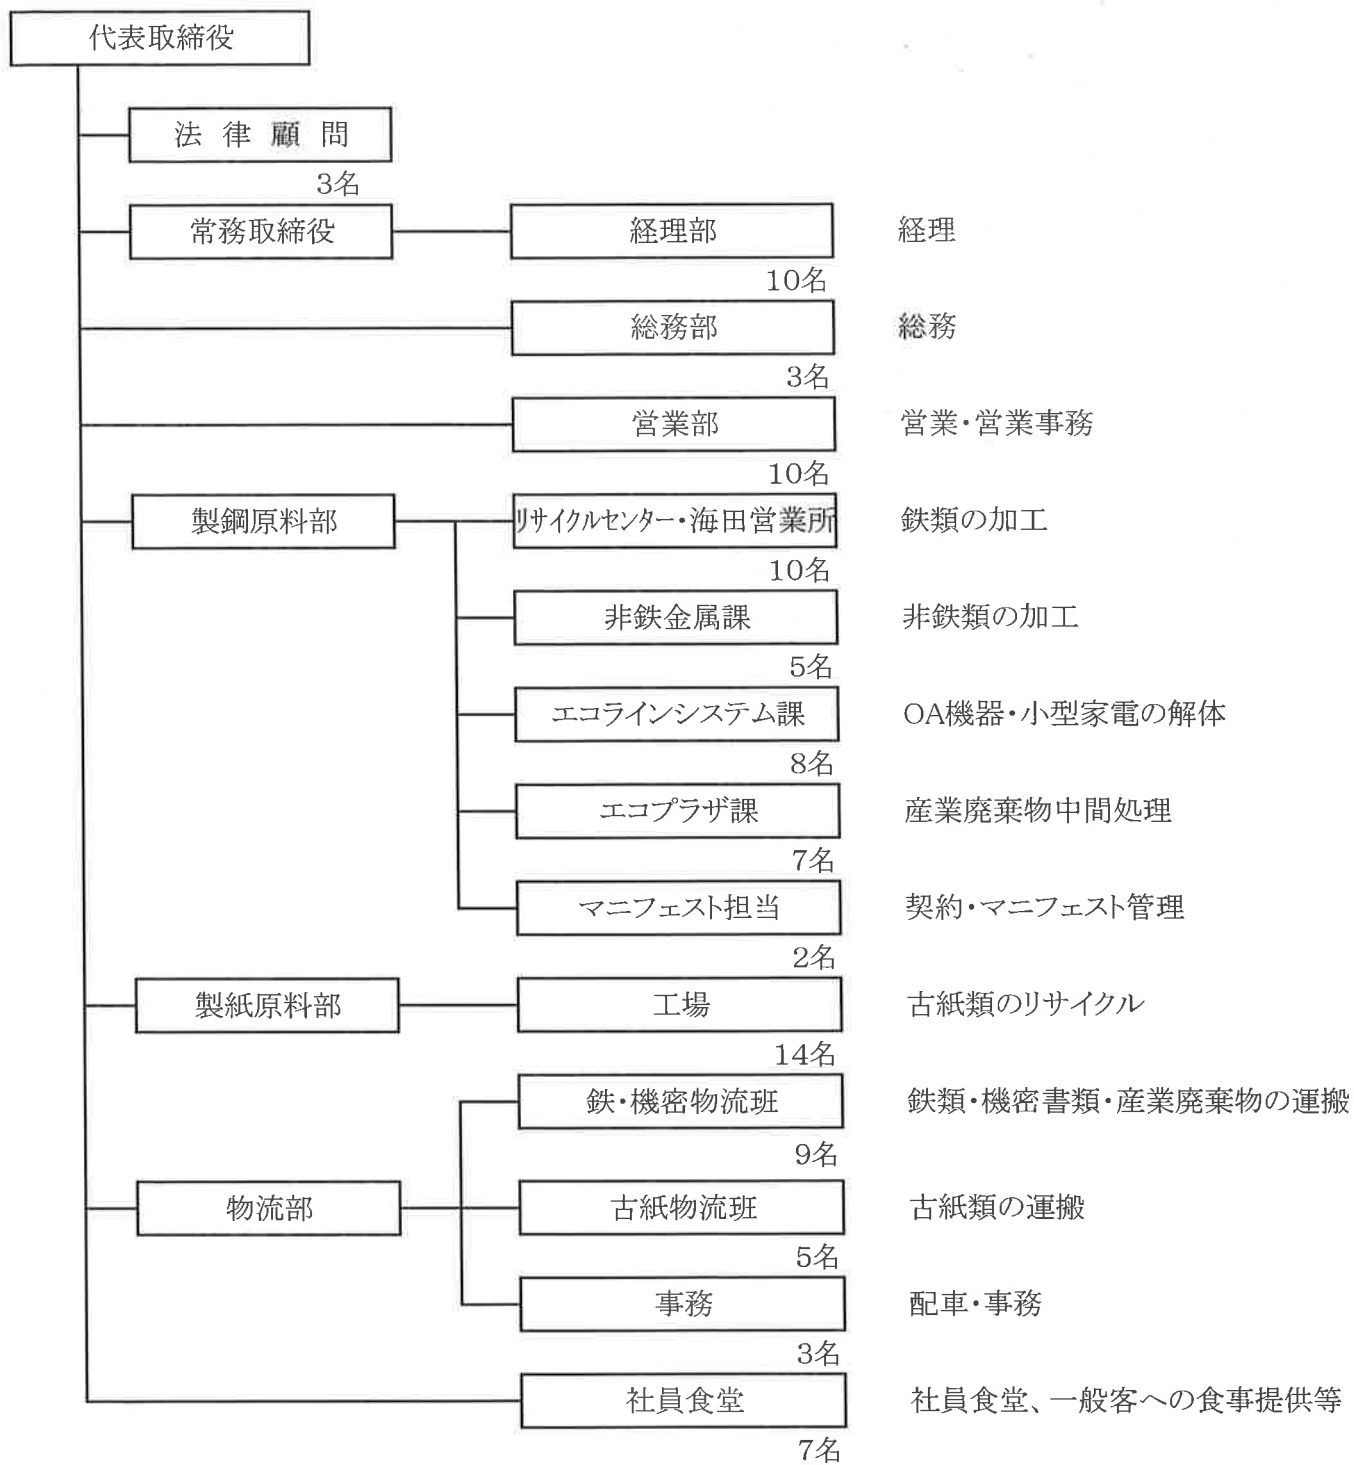 代表取締役
法律顧問
3名
常務取締役 経理部 経理
10名
総務部 総務
3名
営業部 営業・営業事務
10名
製鋼原料部 リサイクルセンター・海田営業所 鉄類の加工
10名
非鉄金属課 非鉄類の加工
5名
エコラインシステム課 OA機器・小型家電の解体
8名
エコプラザ課 産業廃棄物中間処理
7名
マニフェスト担当 契約・マニフェスト管理
2名
製紙原料部 工場 古紙類のリサイクル
14名
鉄・機密物流班 鉄類・機密書類・産業廃棄物の運搬
9名
物流部 古紙物流班 古紙類の運搬
5名
事務 配車・事務
3名
社員食堂 社員食堂、一般客への食事提供等
7名